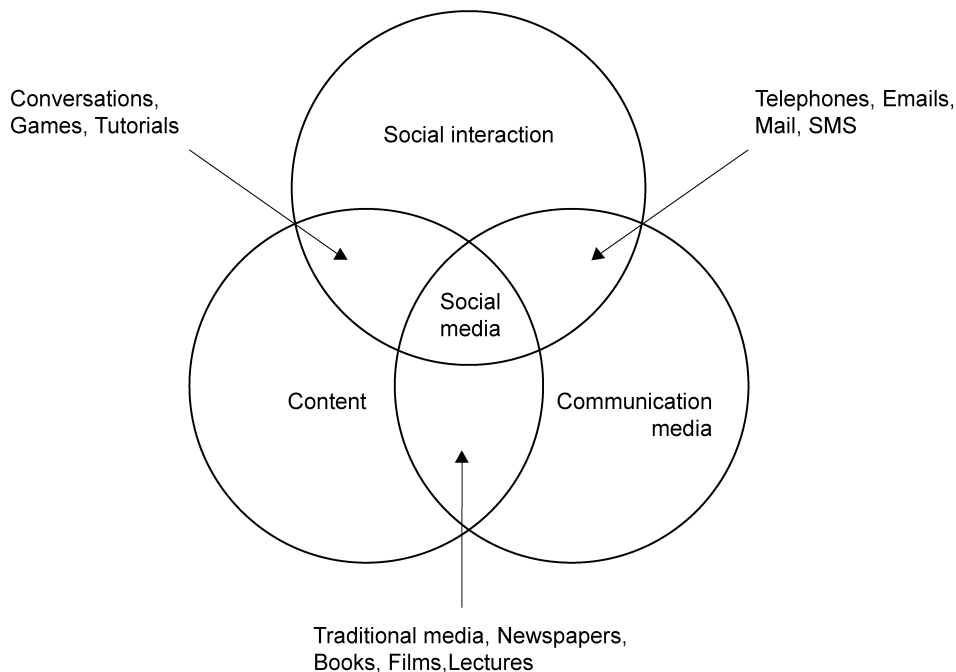 Conversations,
Games, Tutorials
Telephones, Emails,
Mail, SMS
Social interaction
Social
media
Content
Communication
media
Traditional media, Newspapers,
Books, Films,Lectures